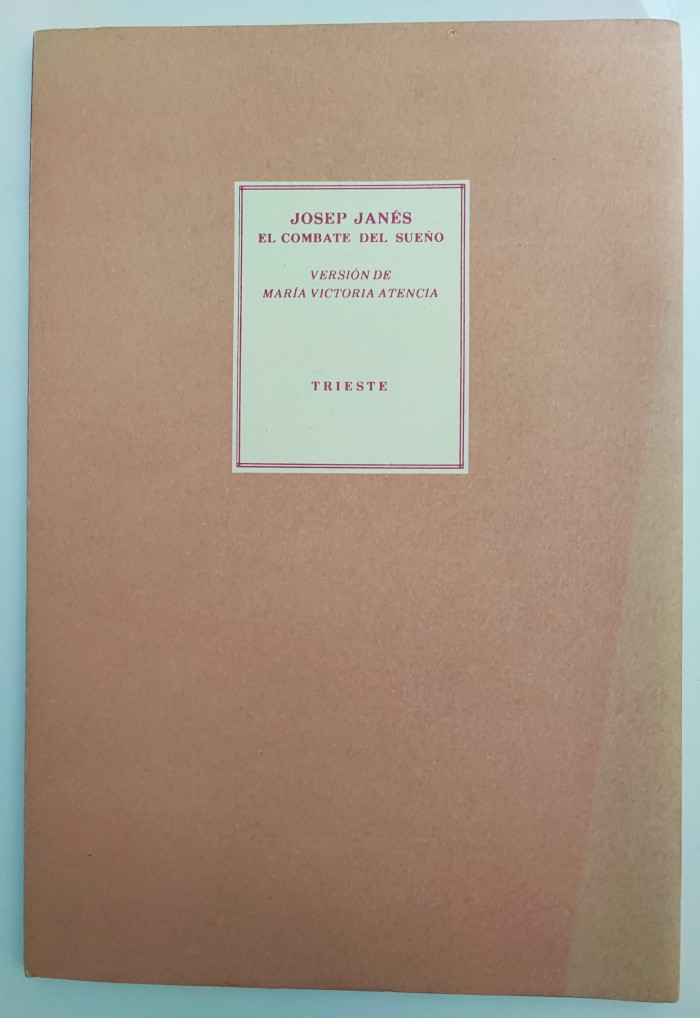 JOSEP JANÉS
EL COMBATE DEL SUEÑO
VERSIÓN DE
MARÍA VICTORIA ATENCIA
TRIESTE